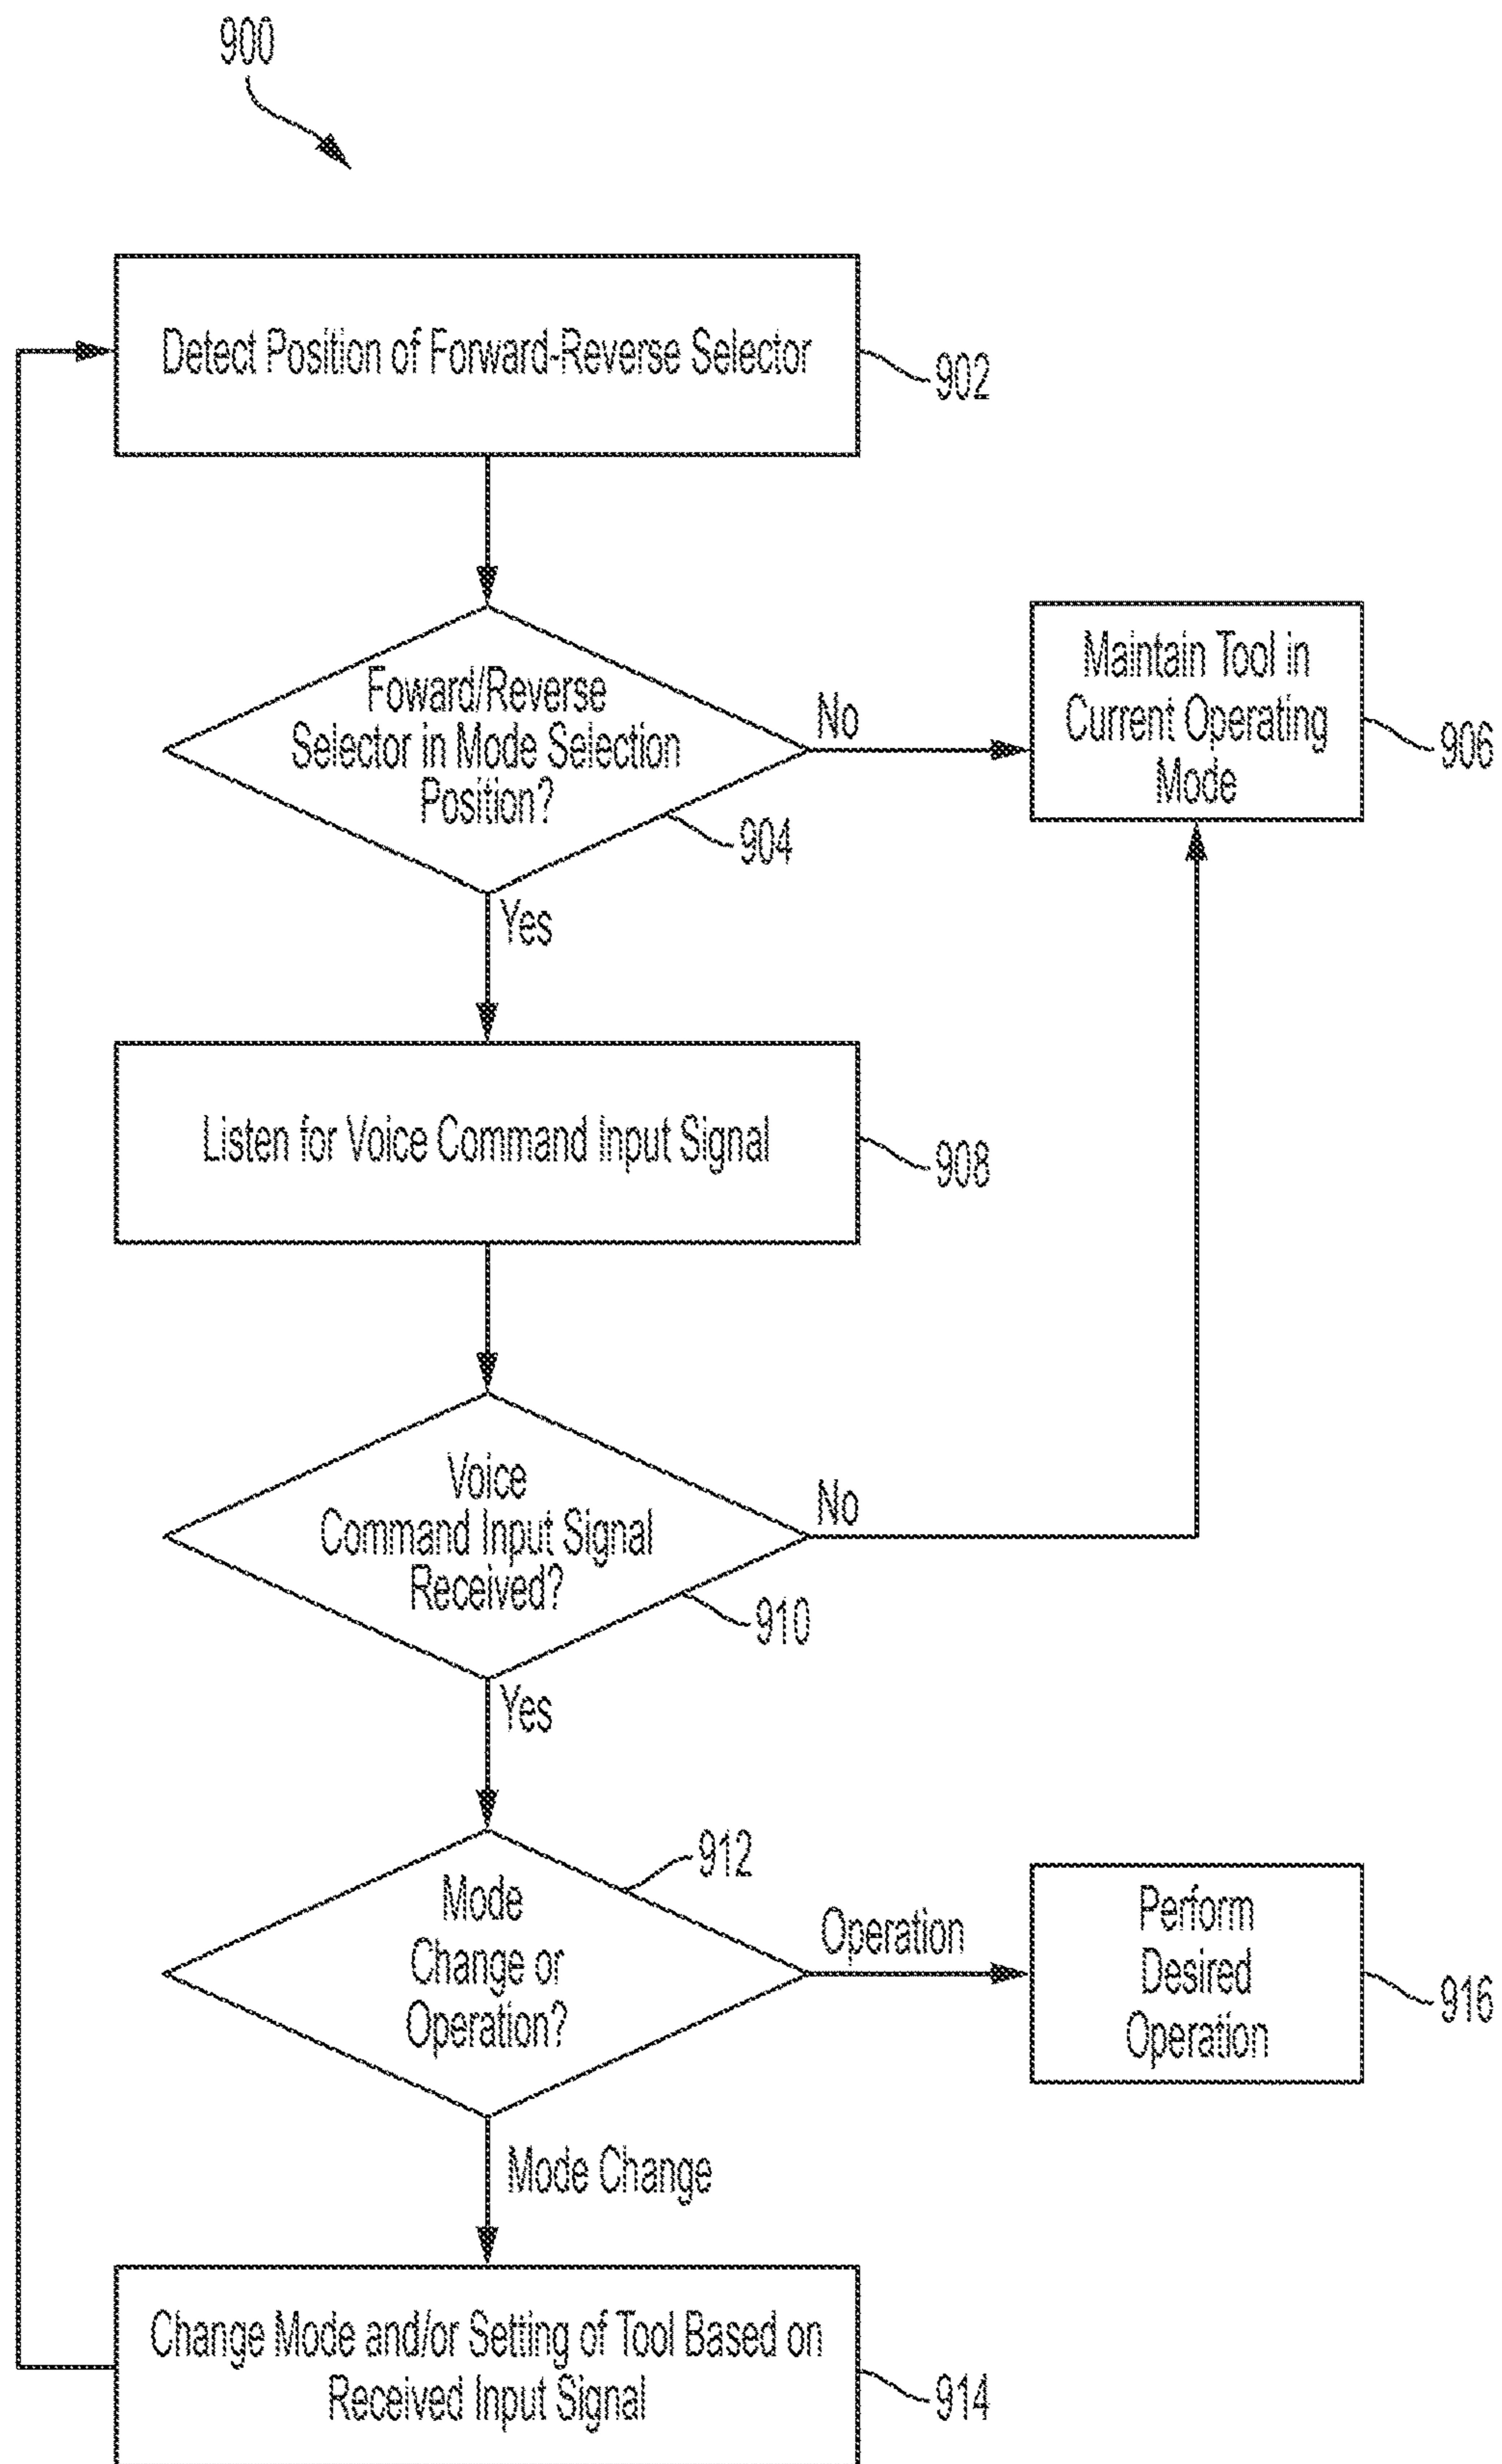 900
Detect Position of Forward-Reverse Selector
902
Foward/Reverse
Selector in Mode Selection
Position?
904
No
Maintain Tool in
Current Operating
Mode
906
Yes
Listen for Voice Command Input Signal
908
Voice
Command Input Signal
Received?
910
No
Yes
912
Mode
Change or
Operation?
Operation
Perform
Desired
Operation
916
Mode Change
Change Mode and/or Setting of Tool Based on
Received Input Signal
914